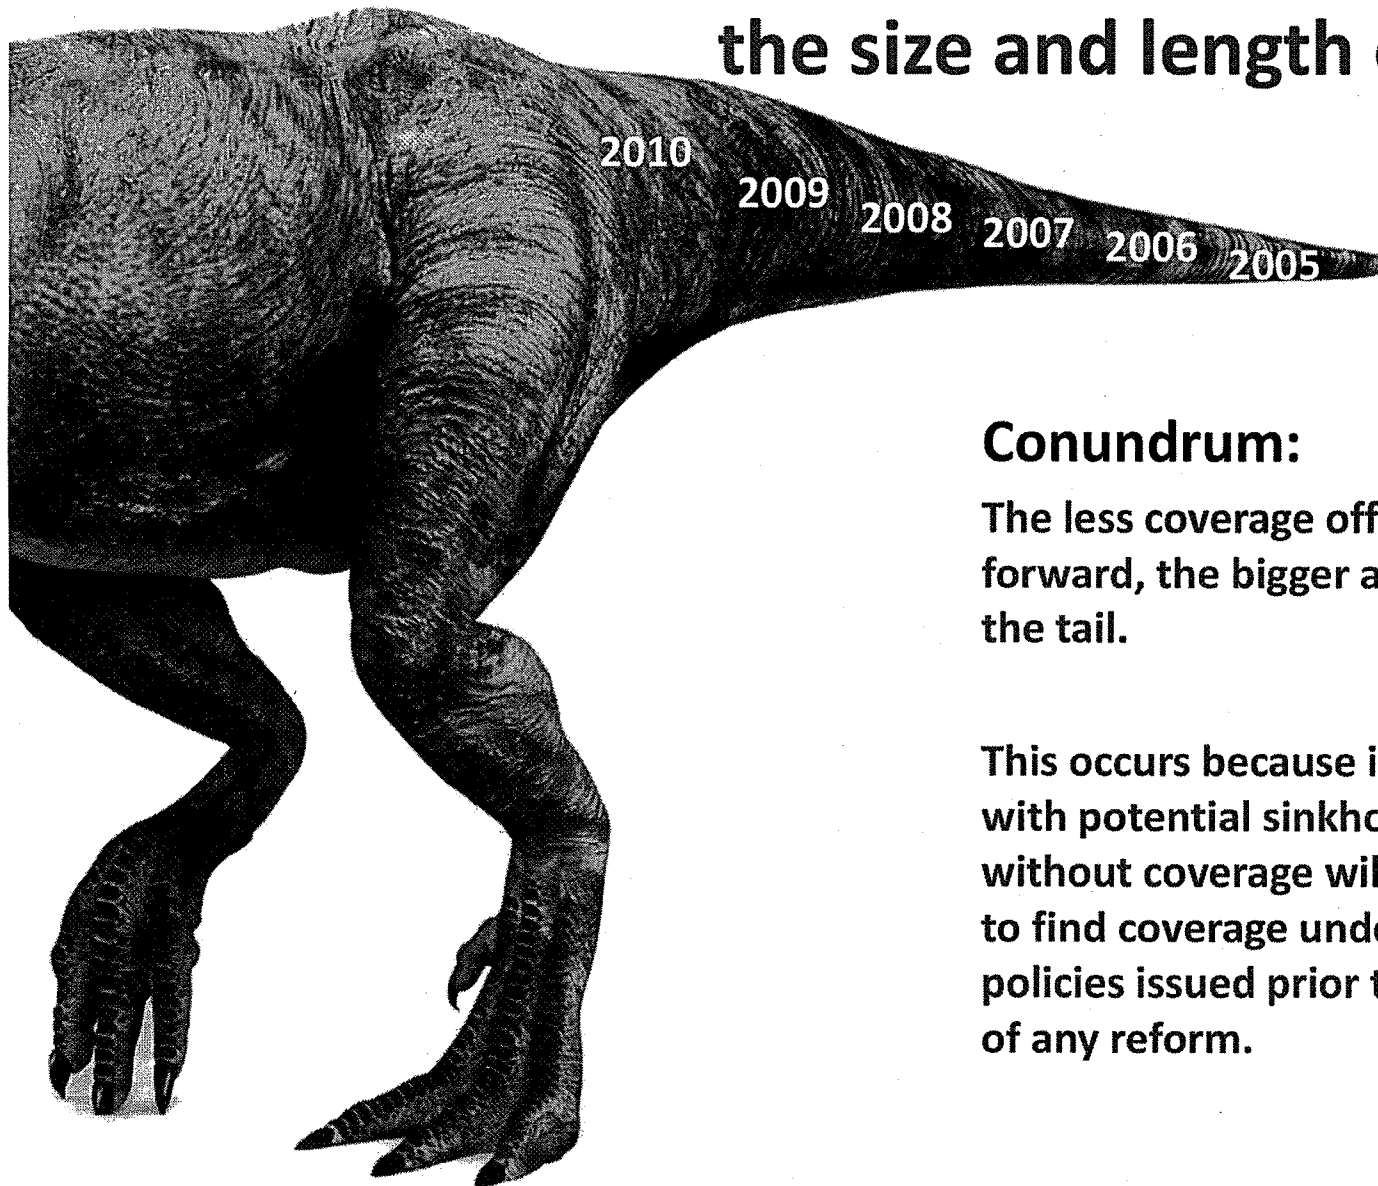 the size and length
2010
2009
2008
2007
2006
2005
Conundrum:
The less coverage off
forward, the bigger a
the tail.
This occurs because i
with potential sinkho
without coverage wil
to find coverage unde
policies issued prior t
of any reform.